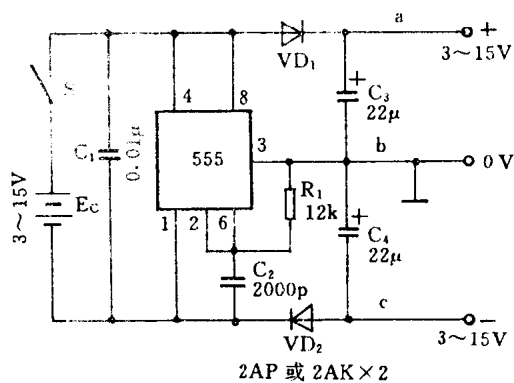 a
+
VD₁
3～15V
S
4
8
C₃
22μ
+
C₁
0.01μ
555
3
b
0 V
R₁
12k
3～15V
Ec
1
2
6
+
C₄
22μ
C₂
2000p
c
−
VD₂
3～15V
2AP 或 2AK×2